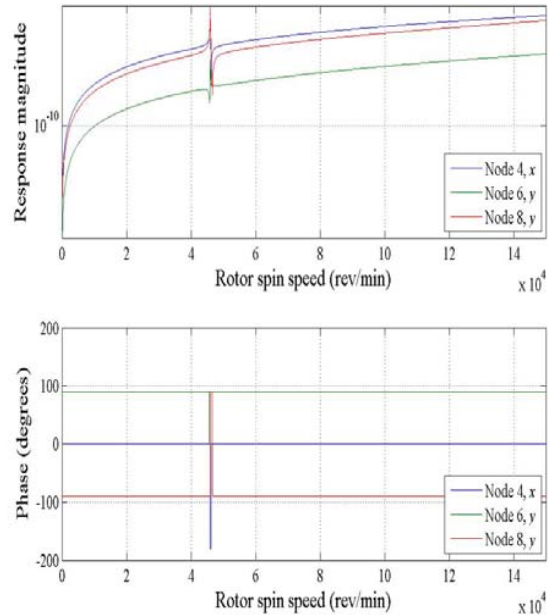 Response magnitude
10^-10
Node 4, x
Node 6, y
Node 8, y
0 2 4 6 8 10 12 14
Rotor spin speed (rev/min)
x 10^4
Phase (degrees)
200
100
0
-100
-200
Node 4, x
Node 6, y
Node 8, y
0 2 4 6 8 10 12 14
Rotor spin speed (rev/min)
x 10^4